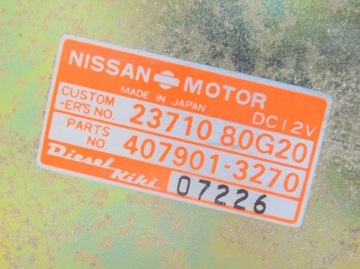 NISSAN MOTOR
MADE IN JAPAN DC12V
CUSTOM
-ER'S NO. 23710 80G20
PARTS
NO. 407901-3270
Diesel
Kiki 07226